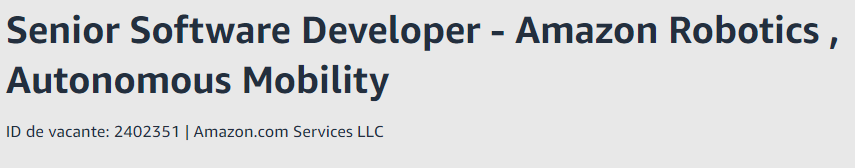 Senior Software Developer - Amazon Robotics ,
Autonomous Mobility
ID de vacante: 2402351 | Amazon.com Services LLC